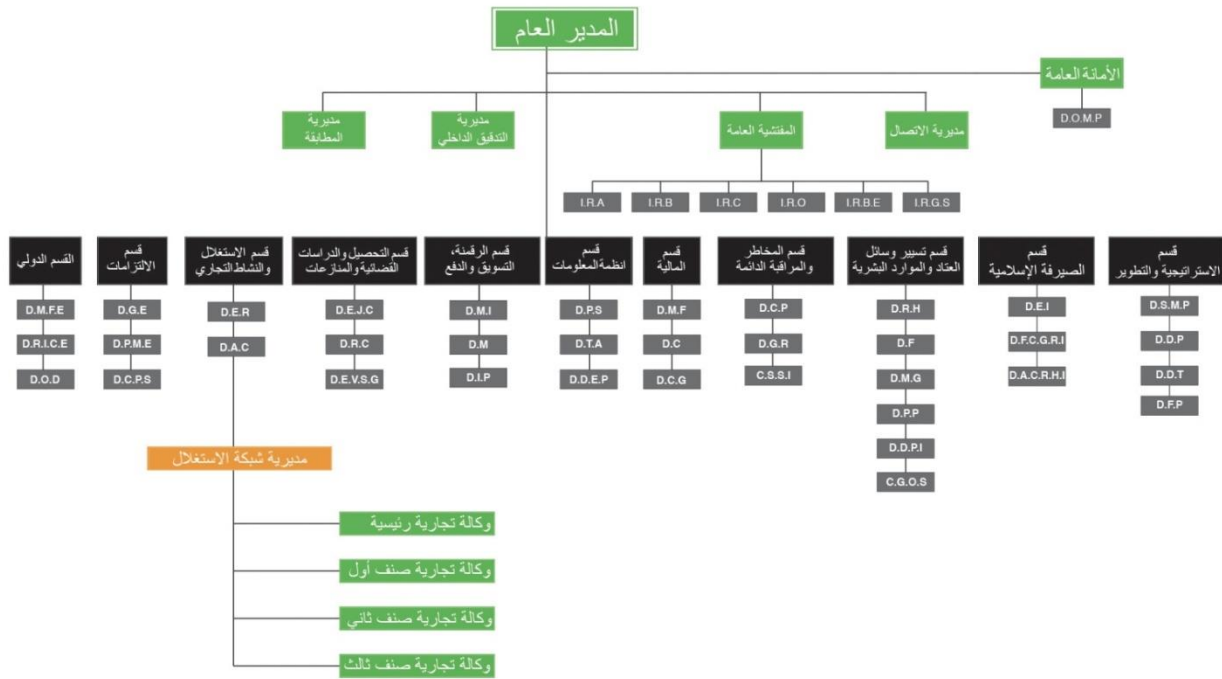 المدير العام
الأمانة العامة
D.O.M.P
مديرية الاتصال
المفتشية العامة
مديرية
التدقيق الداخلي
مديرية
المطابقة
I.R.A
I.R.B
I.R.C
I.R.O
I.R.B.E
I.R.G.S
قسم
الاستراتيجية والتطوير
D.S.M.P
D.D.P
D.D.T
D.F.P
قسم
الصيرفة الإسلامية
D.E.I
D.F.C.G.R.I
D.A.C.R.H.I
قسم تسيير وسائل
العتاد والموارد البشرية
D.R.H
D.F
D.M.G
D.P.P
D.D.P.I
C.G.O.S
قسم المخاطر
والمراقبة الدائمة
D.C.P
D.G.R
C.S.S.I
قسم
المالية
D.M.F
D.C
D.C.G
قسم
انظمة المعلومات
D.P.S
D.T.A
D.D.E.P
قسم الرقمنة،
التسويق والدفع
D.M.I
D.M
D.I.P
قسم التحصيل والدراسات
القضائية والمنازعات
D.E.J.C
D.R.C
D.E.V.S.G
قسم الاستغلال
والنشاط التجاري
D.E.R
D.A.C
قسم
الالتزامات
D.G.E
D.P.M.E
D.C.P.S
القسم الدولي
D.M.F.E
D.R.I.C.E
D.O.D
مديرية شبكة الاستغلال
وكالة تجارية رئيسية
وكالة تجارية صنف أول
وكالة تجارية صنف ثاني
وكالة تجارية صنف ثالث